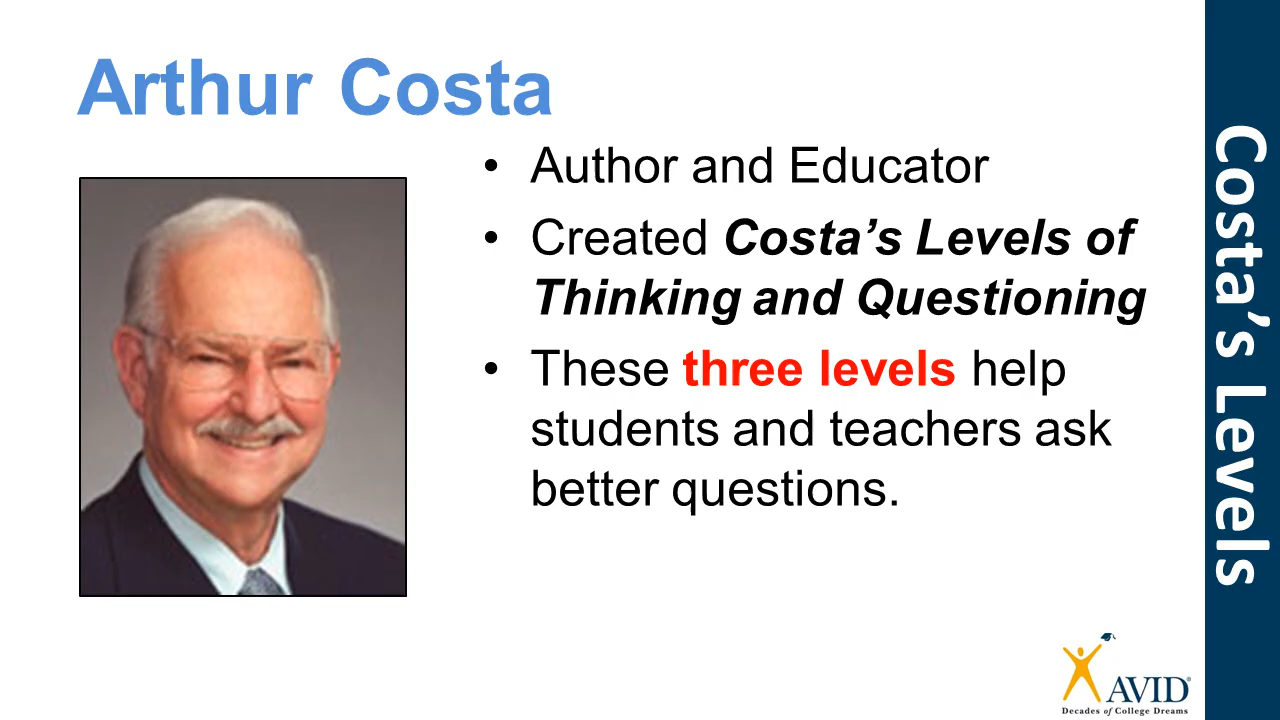 Arthur Costa
• Author and Educator
• Created Costa’s Levels of
Thinking and Questioning
• These three levels help
students and teachers ask
better questions.
Costa’s Levels
AVID®
Decades of College Dreams